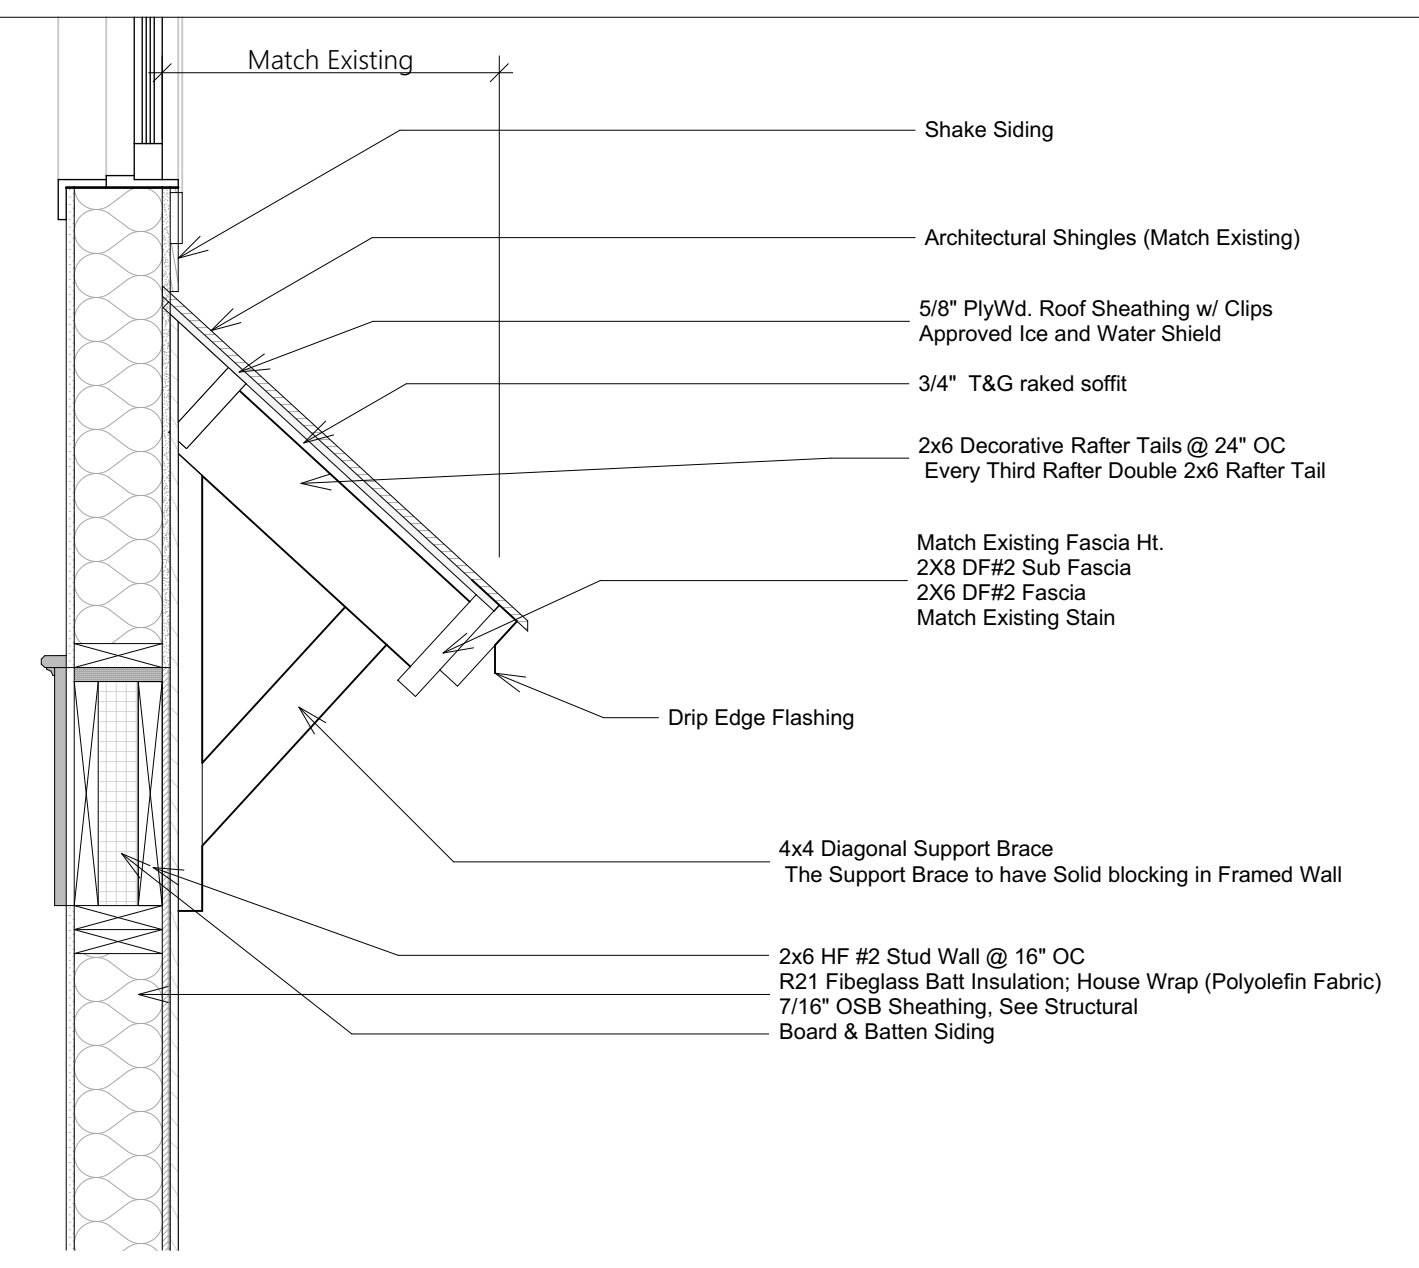 Match Existing
Shake Siding
Architectural Shingles (Match Existing)
5/8" PlyWd. Roof Sheathing w/ Clips
Approved Ice and Water Shield
3/4" T&G raked soffit
2x6 Decorative Rafter Tails @ 24" OC
Every Third Rafter Double 2x6 Rafter Tail
Match Existing Fascia Ht.
2X8 DF#2 Sub Fascia
2X6 DF#2 Fascia
Match Existing Stain
Drip Edge Flashing
4x4 Diagonal Support Brace
The Support Brace to have Solid blocking in Framed Wall
2x6 HF #2 Stud Wall @ 16" OC
R21 Fibeglass Batt Insulation; House Wrap (Polyolefin Fabric)
7/16" OSB Sheathing, See Structural
Board & Batten Siding